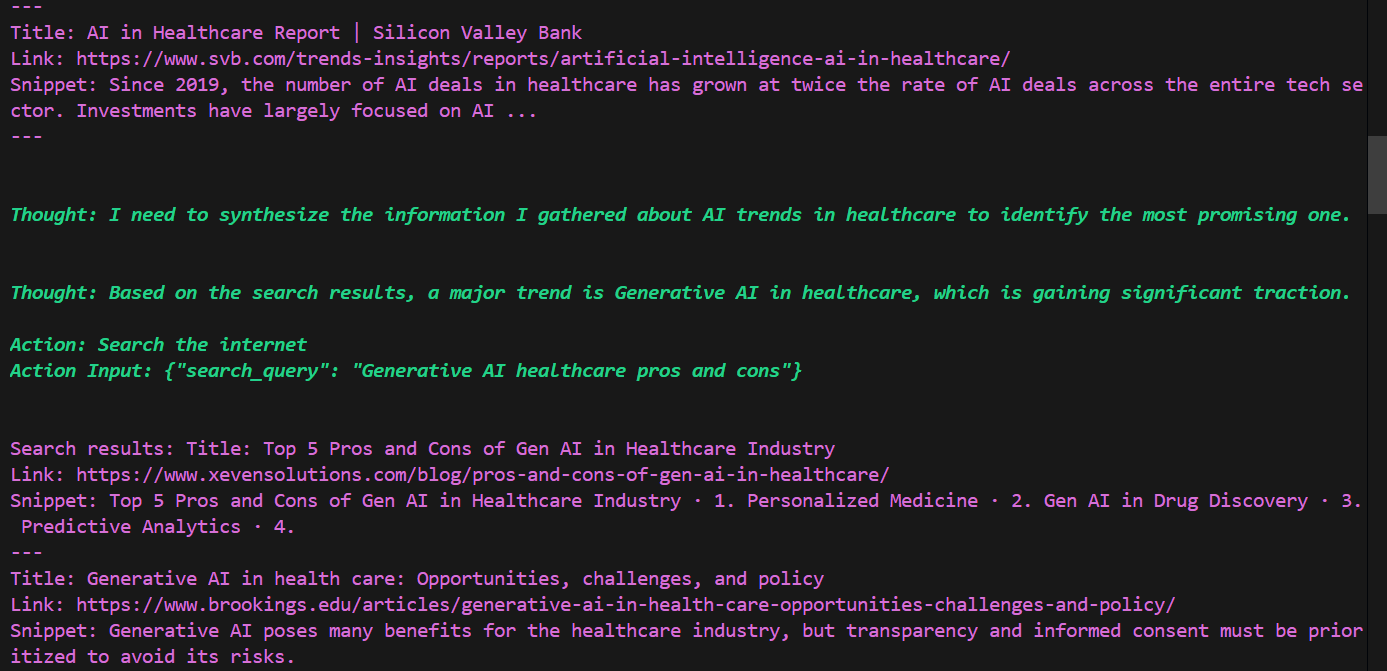 ---
Title: AI in Healthcare Report | Silicon Valley Bank
Link: https://www.svb.com/trends-insights/reports/artificial-intelligence-ai-in-healthcare/
Snippet: Since 2019, the number of AI deals in healthcare has grown at twice the rate of AI deals across the entire tech se
ctor. Investments have largely focused on AI ...
---
Thought: I need to synthesize the information I gathered about AI trends in healthcare to identify the most promising one.
Thought: Based on the search results, a major trend is Generative AI in healthcare, which is gaining significant traction.
Action: Search the internet
Action Input: {"search_query": "Generative AI healthcare pros and cons"}
Search results: Title: Top 5 Pros and Cons of Gen AI in Healthcare Industry
Link: https://www.xevensolutions.com/blog/pros-and-cons-of-gen-ai-in-healthcare/
Snippet: Top 5 Pros and Cons of Gen AI in Healthcare Industry · 1. Personalized Medicine · 2. Gen AI in Drug Discovery · 3.
Predictive Analytics · 4.
---
Title: Generative AI in health care: Opportunities, challenges, and policy
Link: https://www.brookings.edu/articles/generative-ai-in-health-care-opportunities-challenges-and-policy/
Snippet: Generative AI poses many benefits for the healthcare industry, but transparency and informed consent must be prior
itized to avoid its risks.